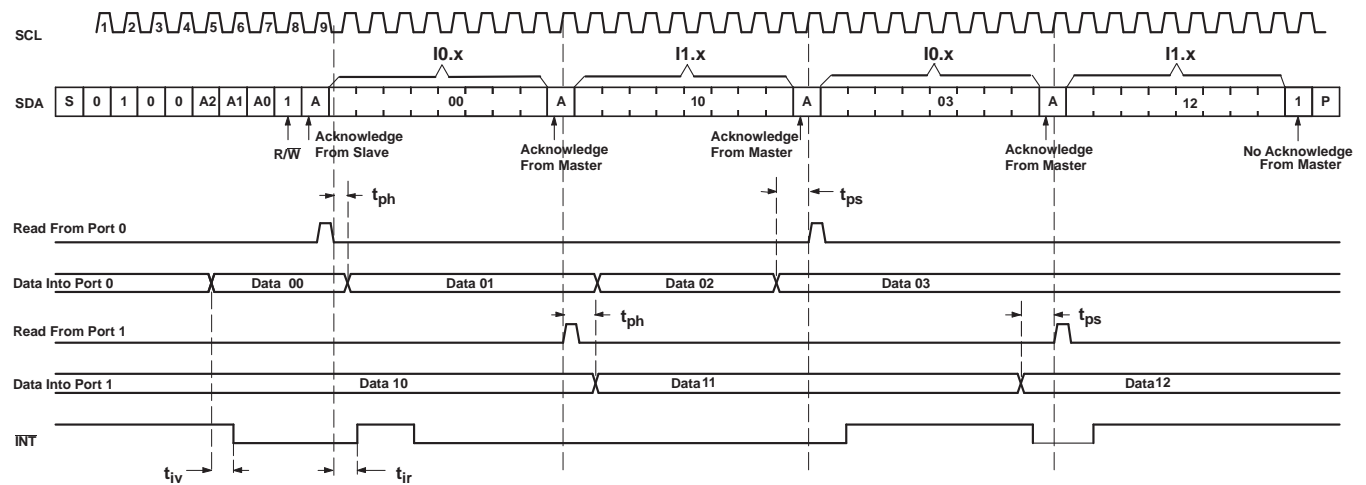 SCL 1 2 3 4 5 6 7 8 9
I0.x I1.x I0.x I1.x
SDA S 0 1 0 0 A2 A1 A0 1 A 00 A 10 A 03 A 12 1 P
R/W
Acknowledge
From Slave
Acknowledge
From Master
Acknowledge
From Master
Acknowledge
From Master
No Acknowledge
From Master
tph tps
Read From Port 0
Data Into Port 0 Data 00 Data 01 Data 02 Data 03
Read From Port 1 tph tps
Data Into Port 1 Data 10 Data 11 Data 12
INT
tiv tir